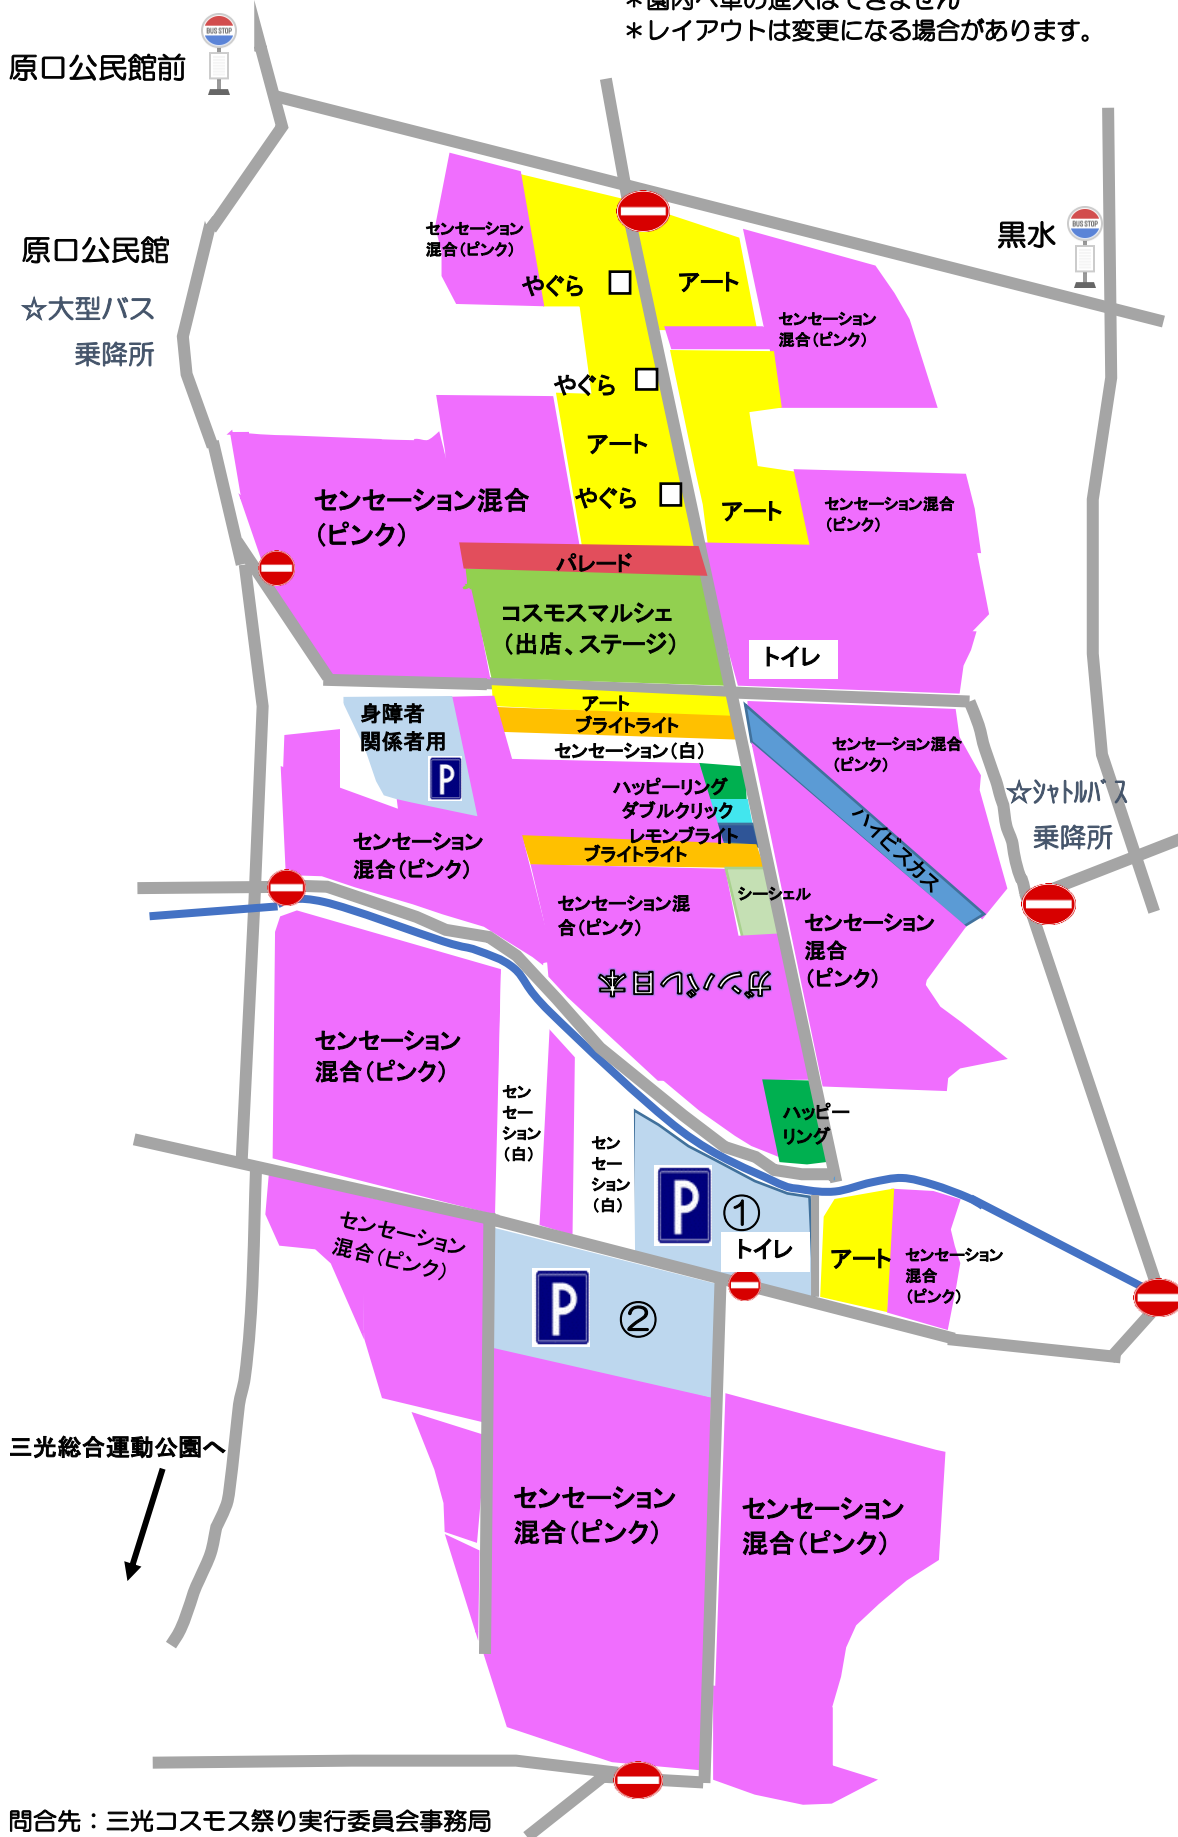 ＊園内へ車の進入はできません
＊レイアウトは変更になる場合があります。
BUS STOP
原口公民館前
黒水
BUS STOP
原口公民館
☆大型バス
乗降所
センセーション
混合（ピンク）
やぐら
アート
センセーション
混合（ピンク）
やぐら
アート
やぐら
アート
センセーション混合
（ピンク）
センセーション混合
（ピンク）
パレード
コスモスマルシェ
（出店、ステージ）
トイレ
身障者
関係者用
P
アート
ブライトライト
センセーション（白）
ハッピーリング
ダブルクリック
レモンブライト
ブライトライト
シーシェル
センセーション混合
（ピンク）
ハイビスカス
☆シャトルバス
乗降所
センセーション
混合（ピンク）
センセーション混
合（ピンク）
センセーション
混合
（ピンク）
ガンバレ日本
センセーション
混合（ピンク）
セン
セー
ション
（白）
セン
セー
ション
（白）
ハッピー
リング
P
①
トイレ
アート
センセーション
混合
（ピンク）
センセーション
混合（ピンク）
P
②
三光総合運動公園へ
センセーション
混合（ピンク）
センセーション
混合（ピンク）
問合先：三光コスモス祭り実行委員会事務局